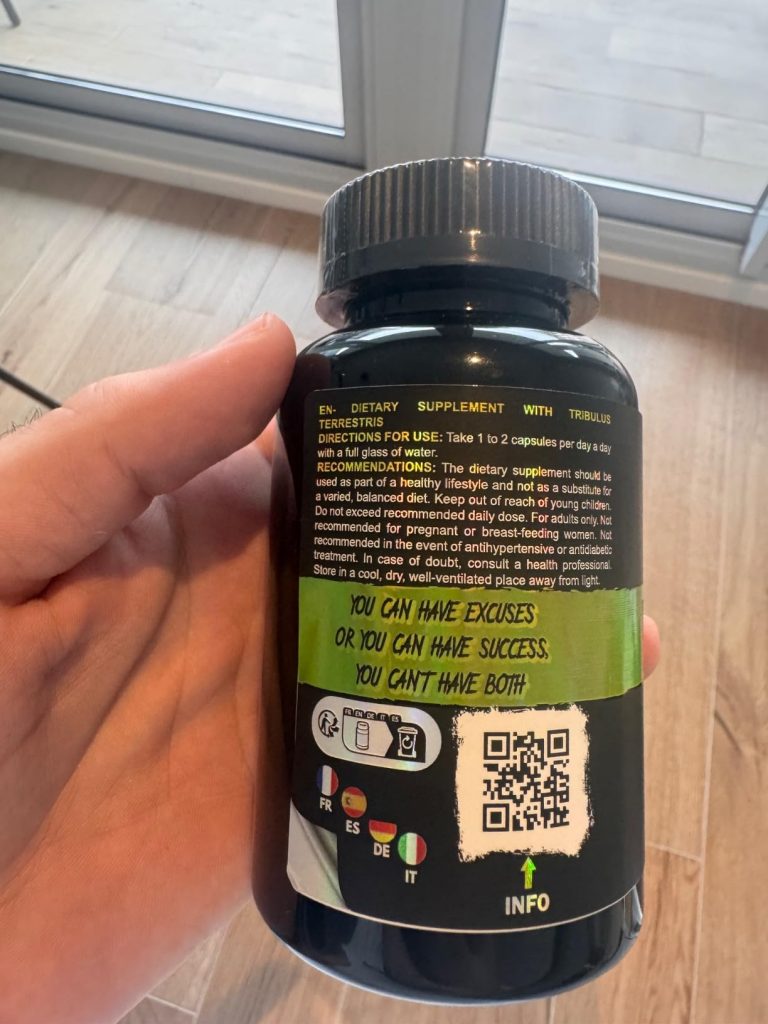 EN- DIETARY SUPPLEMENT WITH TRIBULUS
TERRESTRIS
DIRECTIONS FOR USE: Take 1 to 2 capsules per day a day
with a full glass of water.
RECOMMENDATIONS: The dietary supplement should be
used as part of a healthy lifestyle and not as a substitute for
a varied, balanced diet. Keep out of reach of young children.
Do not exceed recommended daily dose. For adults only. Not
recommended for pregnant or breast-feeding women. Not
recommended in the event of antihypertensive or antidiabetic
treatment. In case of doubt, consult a health professional.
Store in a cool, dry, well-ventilated place away from light.
YOU CAN HAVE EXCUSES
OR YOU CAN HAVE SUCCESS,
YOU CAN'T HAVE BOTH
FR EN DE IT ES
FR
ES
DE
IT
INFO